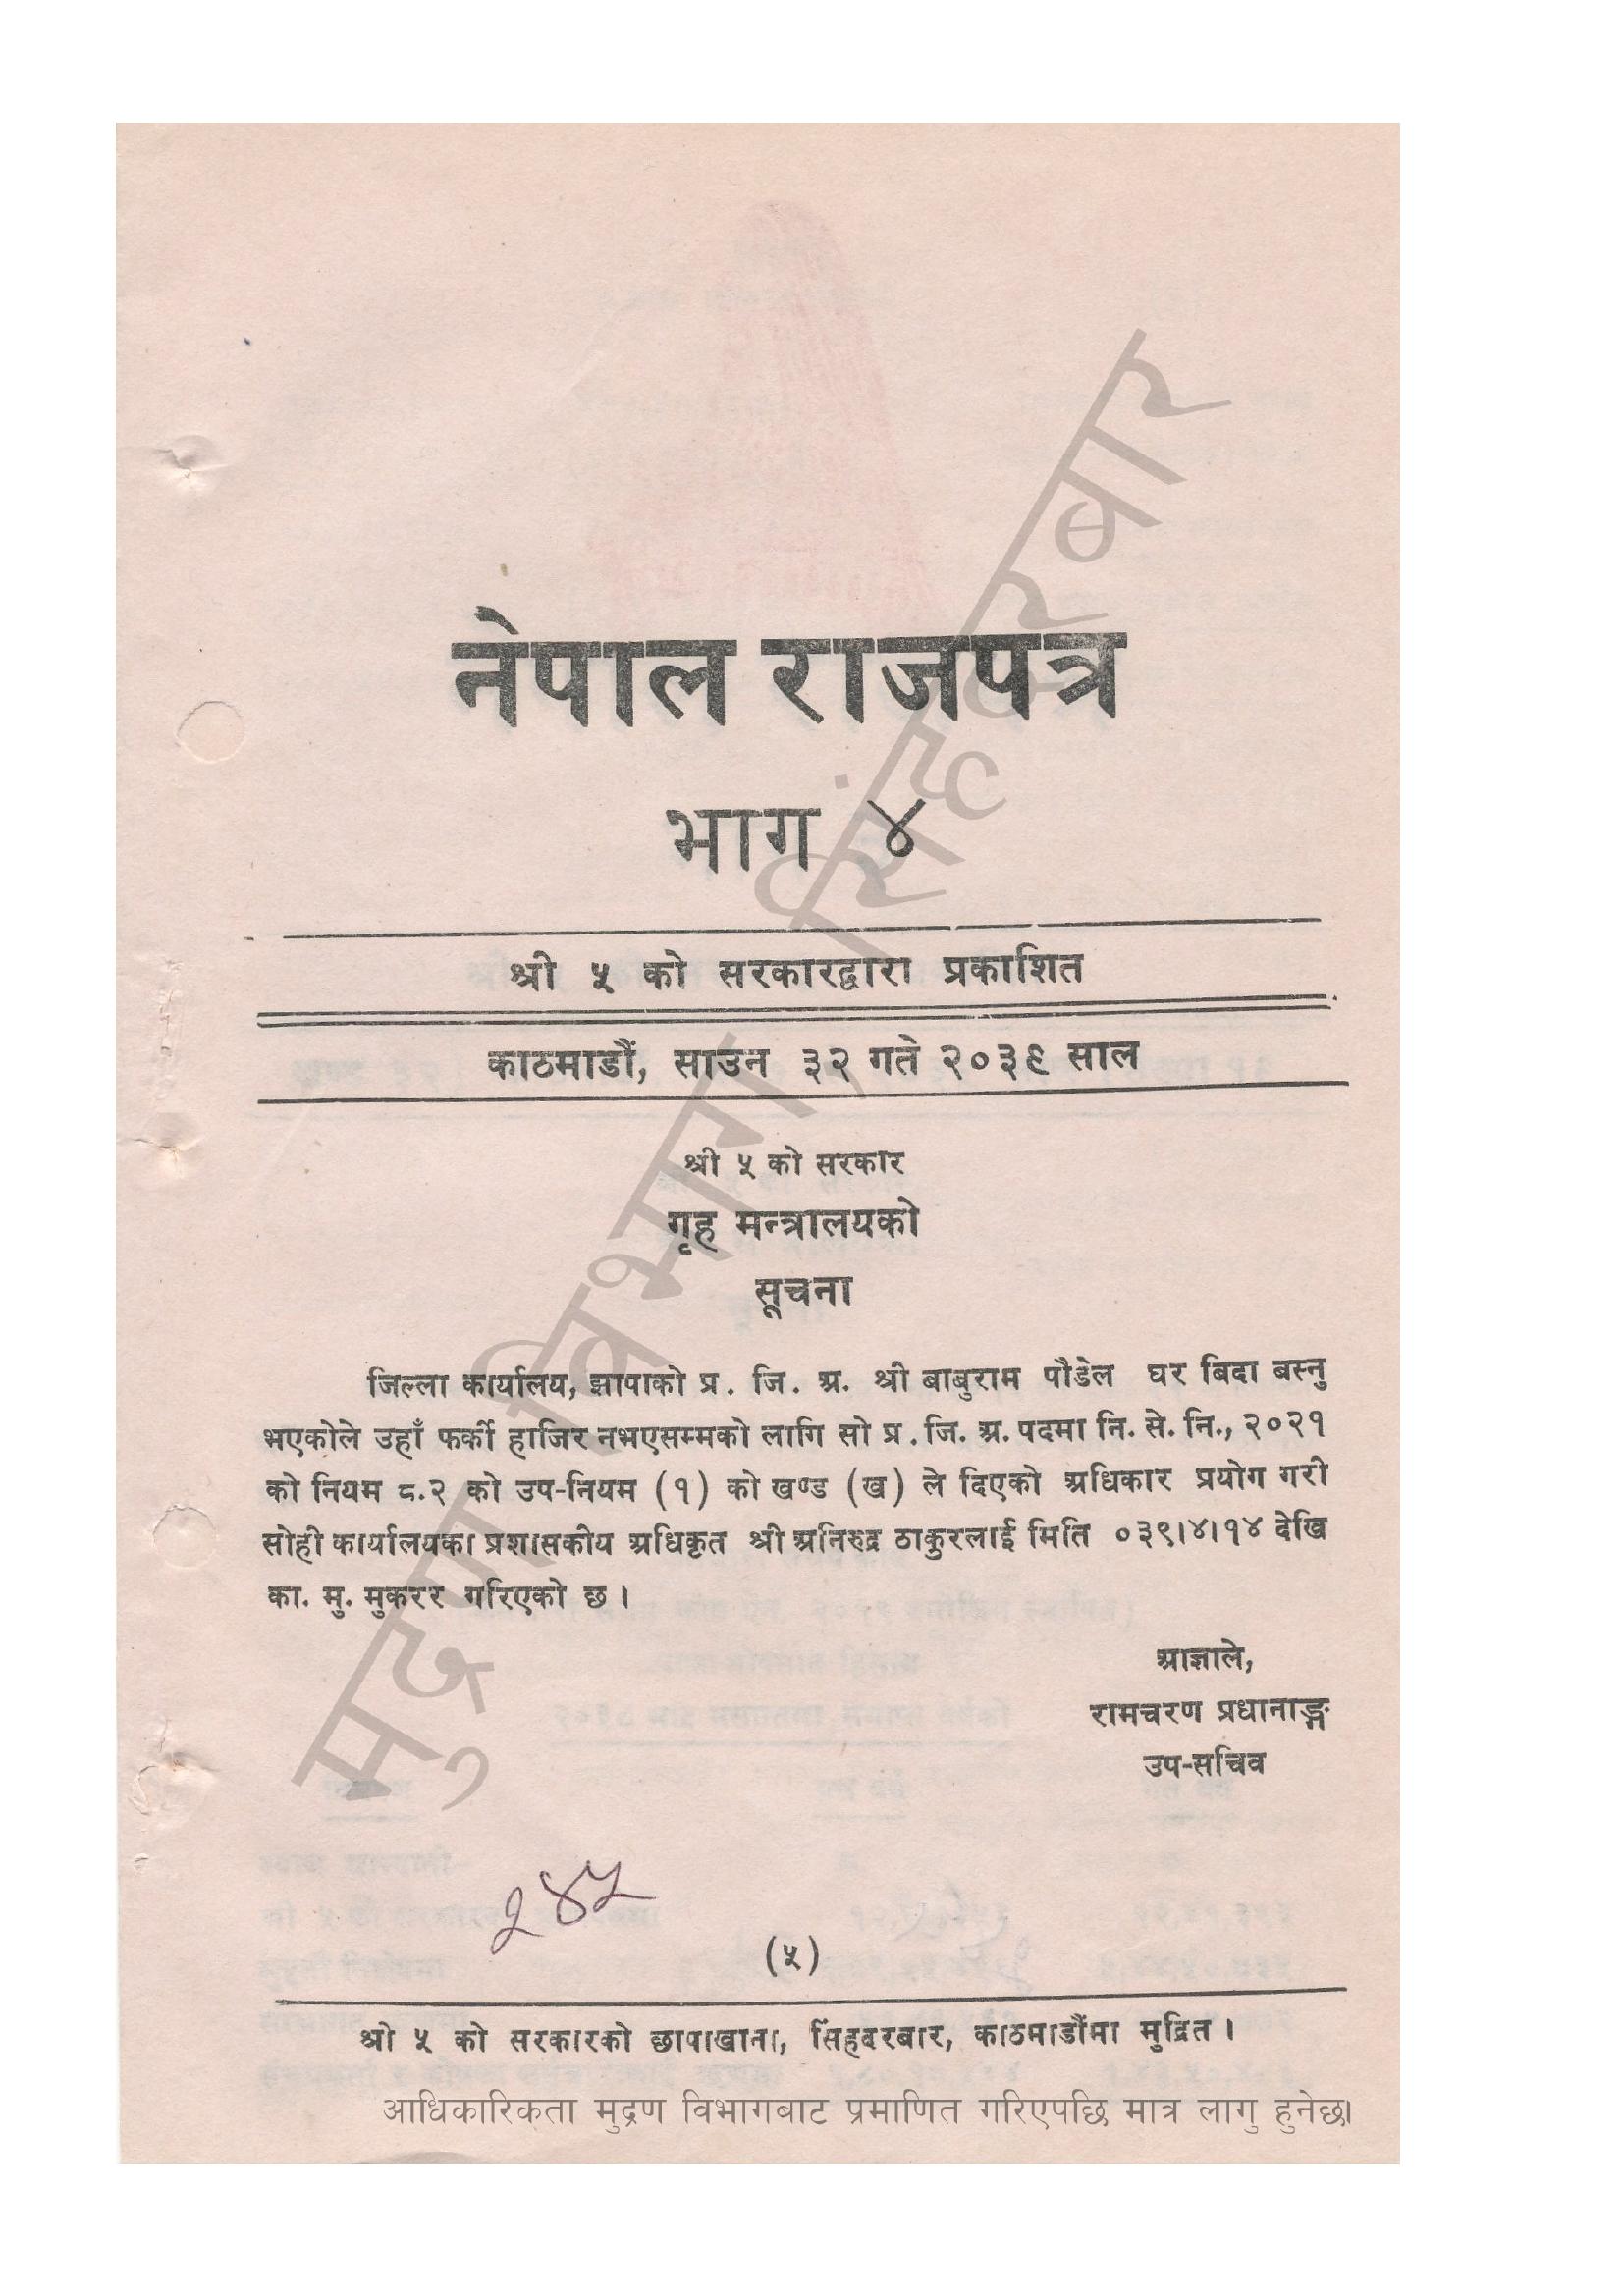 नेपाल राजपत्र
भाग ४
श्री ५ को सरकारद्वारा प्रकाशित
काठमाडौं, साउन ३२ गते २०३९ साल
श्री ५ को सरकार
गृह मन्त्रालयको
सूचना
जिल्ला कार्यालय, झापाको प्र. जि. अ. श्री बाबुराम पौडेल घर बिदा बस्नु
भएकोले उहाँ फर्की हाजिर नभएसम्मको लागि सो प्र. जि. अ. पदमा नि. से. नि., २०२१
को नियम ८.२ को उप-नियम (१) को खण्ड (ख) ले दिएको अधिकार प्रयोग गरी
सोही कार्यालयका प्रशासकीय अधिकृत श्री अनिरुद्र ठाकुरलाई मिति ०३९।४।१४ देखि
का. मु. मुकरर गरिएको छ ।
आज्ञाले,
रामचरण प्रधानाङ्ग
उप-सचिव
२४५
(५)
श्री ५ को सरकारको छापाखाना, सिंहदरबार, काठमाडौंमा मुद्रित ।
आधिकारिकता मुद्रण विभागबाट प्रमाणित गरिएपछि मात्र लागु हुनेछ।
मुद्रण विभाग, सिंहदरबार